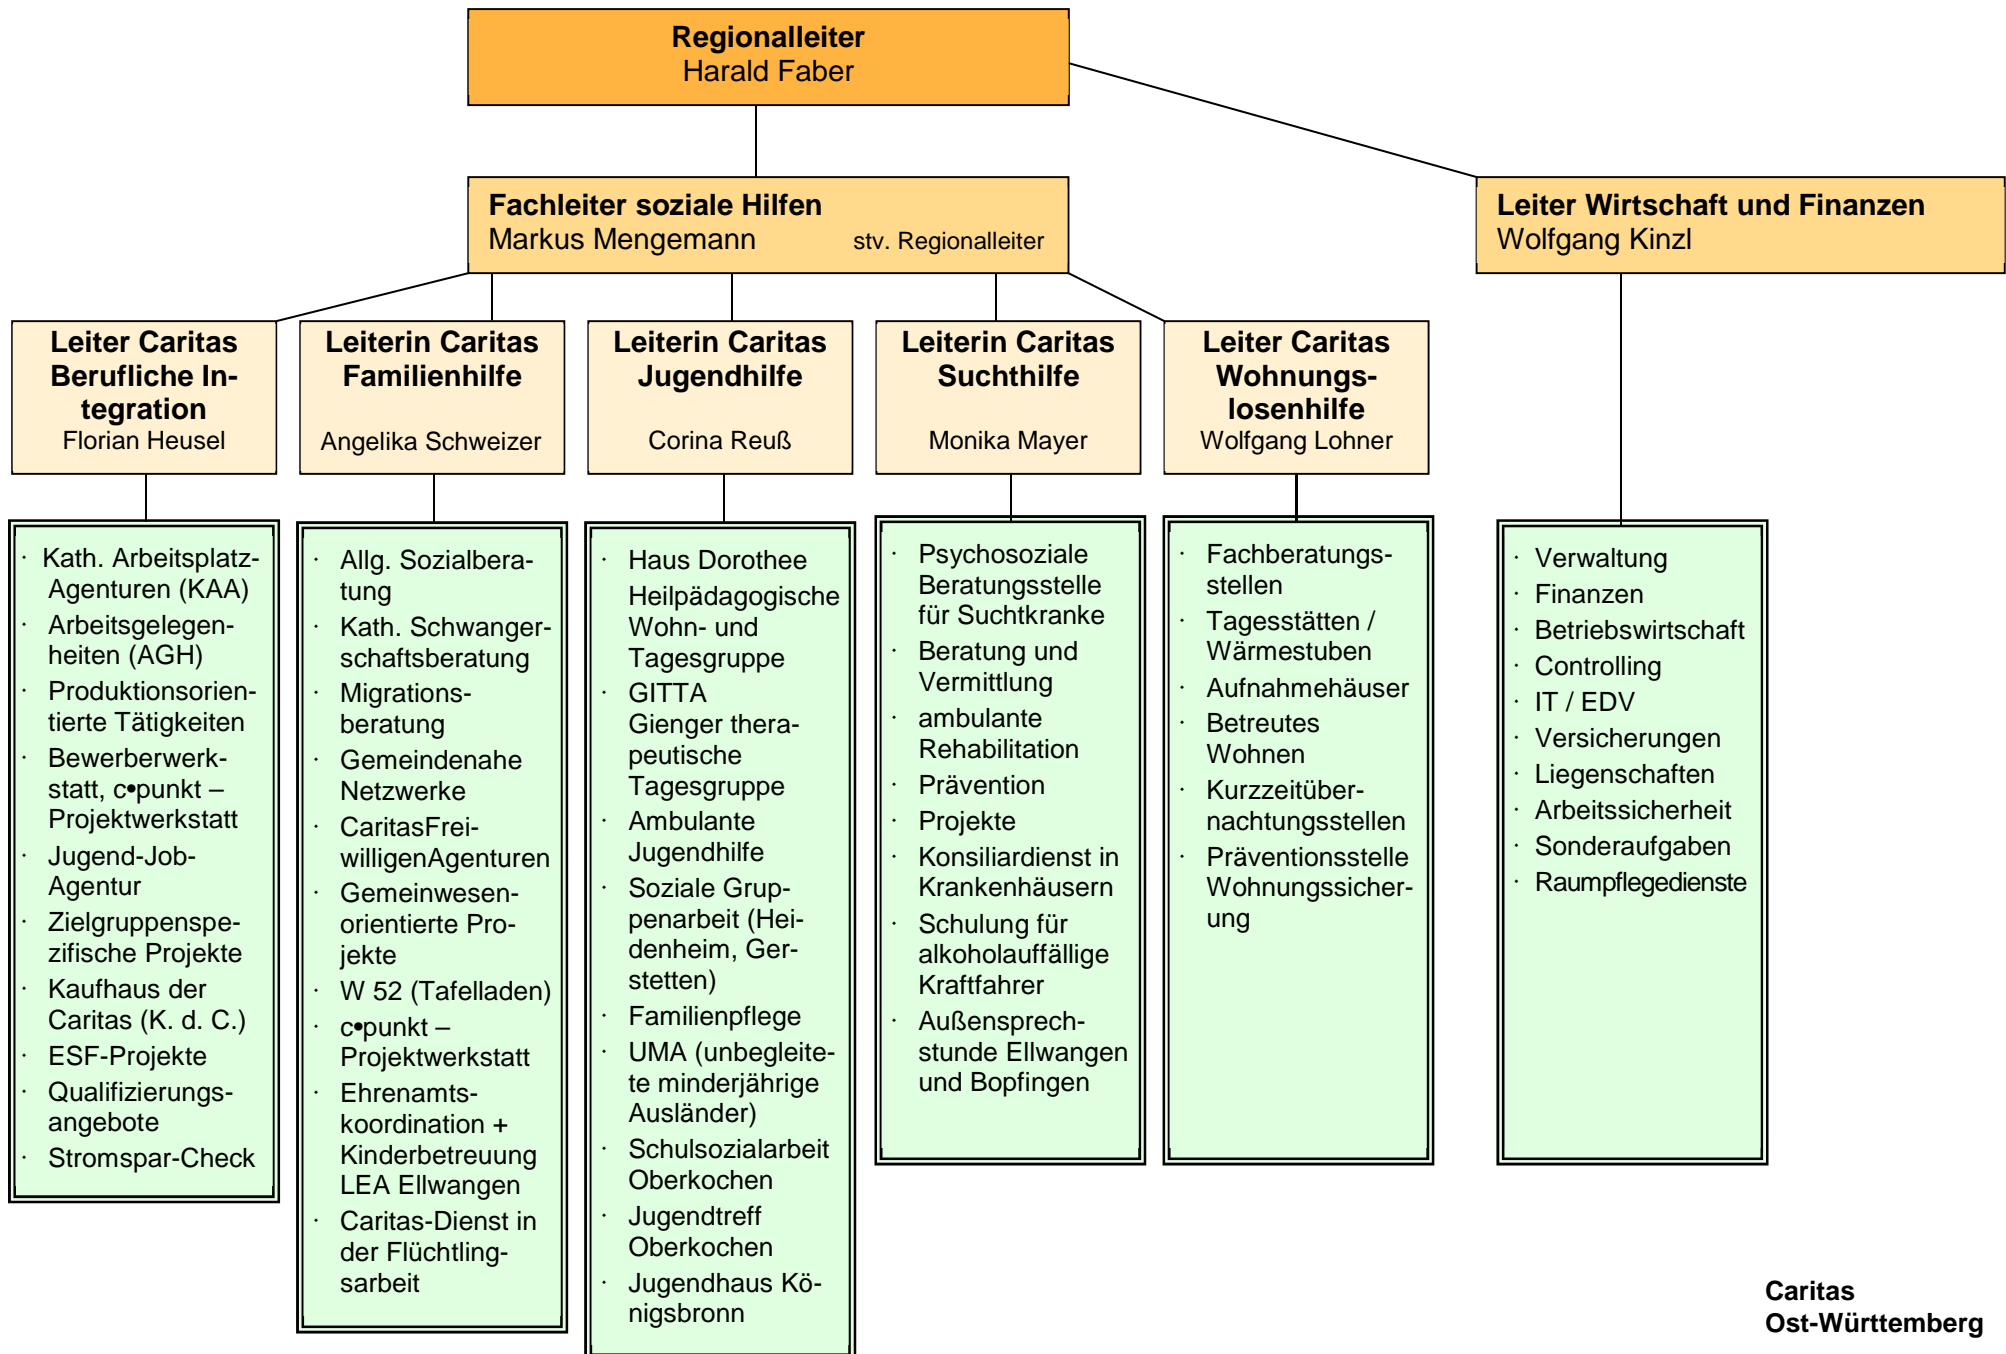 Regionalleiter
Harald Faber
Fachleiter soziale Hilfen
Markus Mengemann stv. Regionalleiter
Leiter Wirtschaft und Finanzen
Wolfgang Kinzl
Leiter Caritas
Berufliche In-
tegration
Florian Heusel
Leiterin Caritas
Familienhilfe
Angelika Schweizer
Leiterin Caritas
Jugendhilfe
Corina Reuß
Leiterin Caritas
Suchthilfe
Monika Mayer
Leiter Caritas
Wohnungs-
losenhilfe
Wolfgang Lohner
· Kath. Arbeitsplatz-
Agenturen (KAA)
· Arbeitsgelegen-
heiten (AGH)
· Produktionsorien-
tierte Tätigkeiten
· Bewerberwerk-
statt, c•punkt –
Projektwerkstatt
· Jugend-Job-
Agentur
· Zielgruppenspe-
zifische Projekte
· Kaufhaus der
Caritas (K. d. C.)
· ESF-Projekte
· Qualifizierungs-
angebote
· Stromspar-Check
· Allg. Sozialbera-
tung
· Kath. Schwanger-
schaftsberatung
· Migrations-
beratung
· Gemeindenahe
Netzwerke
· CaritasFrei-
willigenAgenturen
· Gemeinwesen-
orientierte Pro-
jekte
· W 52 (Tafelladen)
· c•punkt –
Projektwerkstatt
· Ehrenamts-
koordination +
Kinderbetreuung
LEA Ellwangen
· Caritas-Dienst in
der Flüchtling-
sarbeit
· Haus Dorothee
Heilpädagogische
Wohn- und
Tagesgruppe
· GITTA
Gienger thera-
peutische
Tagesgruppe
· Ambulante
Jugendhilfe
· Soziale Grup-
penarbeit (Hei-
denheim, Ger-
stetten)
· Familienpflege
· UMA (unbegleite-
te minderjährige
Ausländer)
· Schulsozialarbeit
Oberkochen
· Jugendtreff
Oberkochen
· Jugendhaus Kö-
nigsbronn
· Psychosoziale
Beratungsstelle
für Suchtkranke
· Beratung und
Vermittlung
· ambulante
Rehabilitation
· Prävention
· Projekte
· Konsiliardienst in
Krankenhäusern
· Schulung für
alkoholauffällige
Kraftfahrer
· Außensprech-
stunde Ellwangen
und Bopfingen
· Fachberatungs-
stellen
· Tagesstätten /
Wärmestuben
· Aufnahmehäuser
· Betreutes
Wohnen
· Kurzzeitüber-
nachtungsstellen
· Präventionsstelle
Wohnungssicher-
ung
· Verwaltung
· Finanzen
· Betriebswirtschaft
· Controlling
· IT / EDV
· Versicherungen
· Liegenschaften
· Arbeitssicherheit
· Sonderaufgaben
· Raumpflegedienste
Caritas
Ost-Württemberg